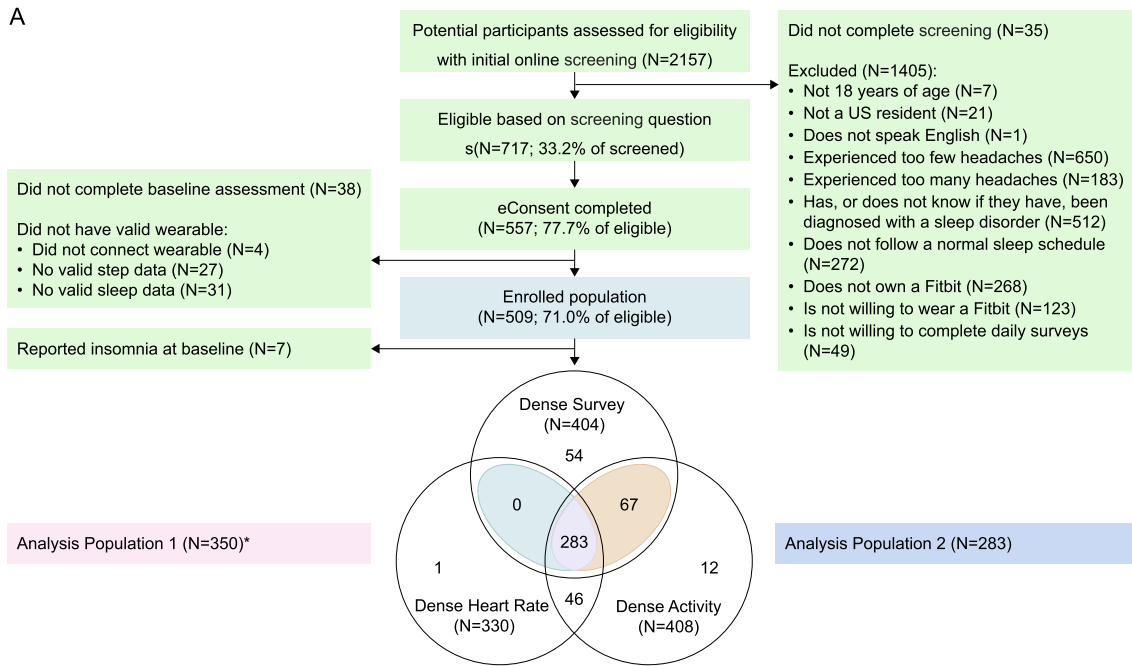 A
Potential participants assessed for eligibility
with initial online screening (N=2157)
Did not complete screening (N=35)
Excluded (N=1405):
• Not 18 years of age (N=7)
• Not a US resident (N=21)
• Does not speak English (N=1)
• Experienced too few headaches (N=650)
• Experienced too many headaches (N=183)
• Has, or does not know if they have, been
diagnosed with a sleep disorder (N=512)
• Does not follow a normal sleep schedule
(N=272)
• Does not own a Fitbit (N=268)
• Is not willing to wear a Fitbit (N=123)
• Is not willing to complete daily surveys
(N=49)
Eligible based on screening question
s(N=717; 33.2% of screened)
eConsent completed
(N=557; 77.7% of eligible)
Did not complete baseline assessment (N=38)
Did not have valid wearable:
• Did not connect wearable (N=4)
• No valid step data (N=27)
• No valid sleep data (N=31)
Enrolled population
(N=509; 71.0% of eligible)
Reported insomnia at baseline (N=7)
Dense Survey
(N=404)
54
0
67
283
Analysis Population 1 (N=350)*
Analysis Population 2 (N=283)
1
12
46
Dense Heart Rate
(N=330)
Dense Activity
(N=408)